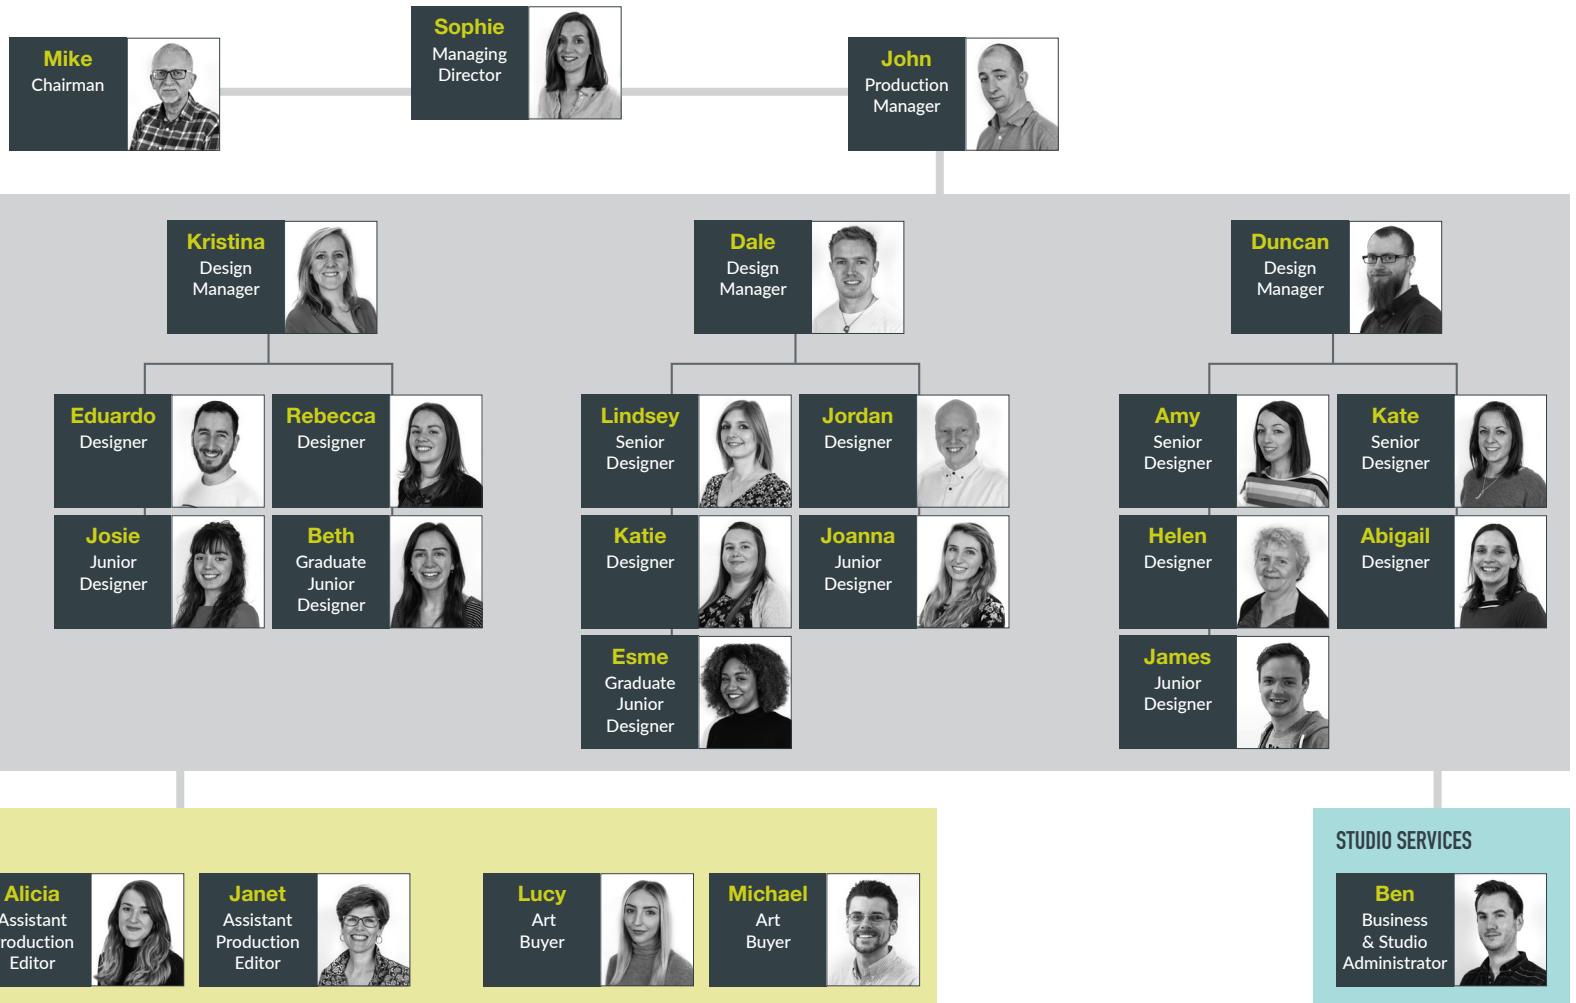 Mike
Chairman
Sophie
Managing
Director
John
Production
Manager
Kristina
Design
Manager
Dale
Design
Manager
Duncan
Design
Manager
Eduardo
Designer
Rebecca
Designer
Lindsey
Senior
Designer
Jordan
Designer
Amy
Senior
Designer
Kate
Senior
Designer
Josie
Junior
Designer
Beth
Graduate
Junior
Designer
Katie
Designer
Joanna
Junior
Designer
Helen
Designer
Abigail
Designer
Esme
Graduate
Junior
Designer
James
Junior
Designer
STUDIO SERVICES
Alicia
Assistant
roduction
Editor
Janet
Assistant
Production
Editor
Lucy
Art
Buyer
Michael
Art
Buyer
Ben
Business
& Studio
Administrator